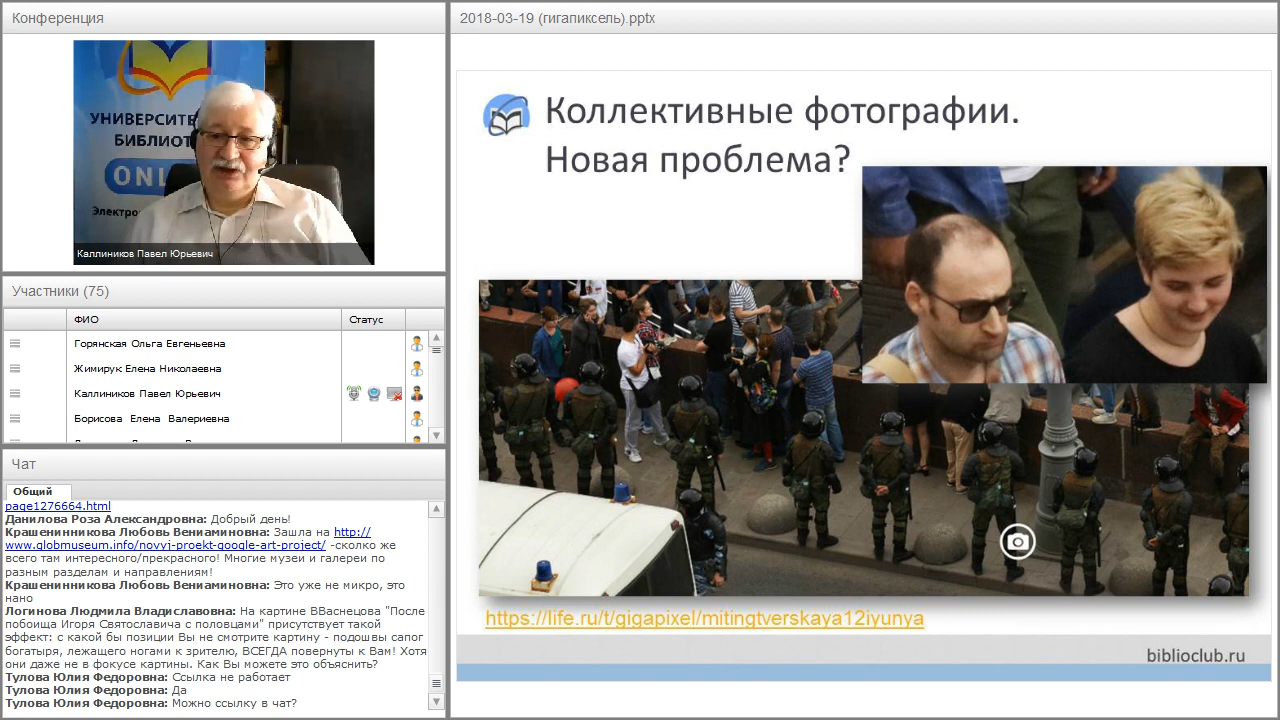 Конференция
УНИВЕРСИТЕ
БИБЛИОТ
ONL
Электро
Каллиников Павел Юрьевич
Участники (75)
ФИО
Статус
Горянская Ольга Евгеньевна
Жимирук Елена Николаевна
Каллиников Павел Юрьевич
Борисова Елена Валериевна
Чат
Общий
page1276664.html
Данилова Роза Александровна: Добрый день!
Крашенинникова Любовь Вениаминовна: Зашла на http://
www.globmuseum.info/novyj-proekt-google-art-project/ -сколко же
всего там интересного/прекрасного! Многие музеи и галереи по
разным разделам и направлениям!
Крашенинникова Любовь Вениаминовна: Это уже не микро, это
нано
Логинова Людмила Владиславовна: На картине ВВаснецова "После
побоища Игоря Святославича с половцами" присутствует такой
эффект: с какой бы позиции Вы не смотрите картину - подошвы сапог
богатыря, лежащего ногами к зрителю, ВСЕГДА повернуты к Вам! Хотя
они даже не в фокусе картины. Как Вы можете это объяснить?
Тулова Юлия Федоровна: Ссылка не работает
Тулова Юлия Федоровна: Да
Тулова Юлия Федоровна: Можно ссылку в чат?
2018-03-19 (гигапиксель).pptx
Коллективные фотографии.
Новая проблема?
https://life.ru/t/gigapixel/mitingtverskaya12iyunya
biblioclub.ru